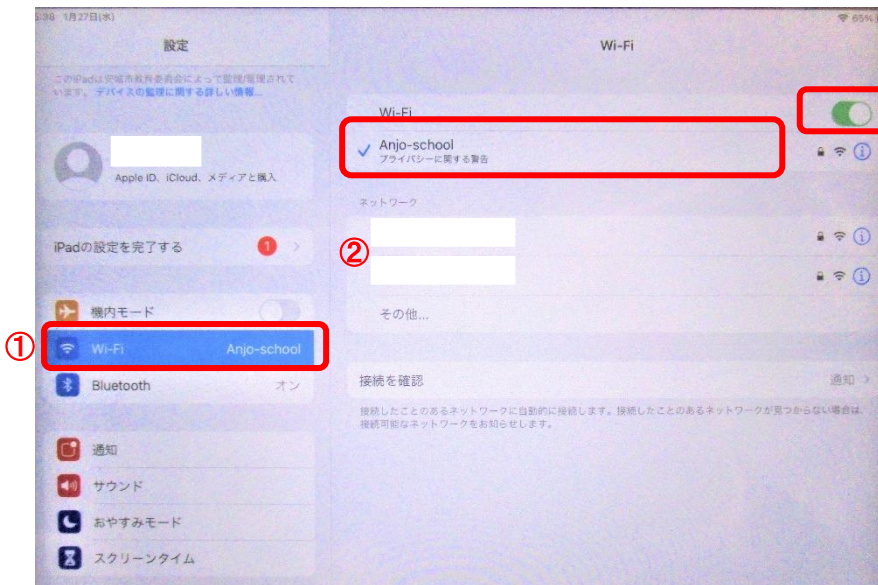 :38 1月27日(水)
65%
設定
Wi-Fi
このiPadは安城市教育委員会によって監視/管理されて
います。デバイスの監理に関する詳しい情報...
Apple ID、iCloud、メディアと購入
iPadの設定を完了する 1
機内モード
①
Wi-Fi Anjo-school
Bluetooth オン
通知
サウンド
おやすみモード
スクリーンタイム
Wi-Fi
Anjo-school
プライバシーに関する警告
ネットワーク
②
その他...
接続を確認 通知
接続したことのあるネットワークに自動的に接続します。接続したことのあるネットワークが見つからない場合は、
接続可能なネットワークをお知らせします。